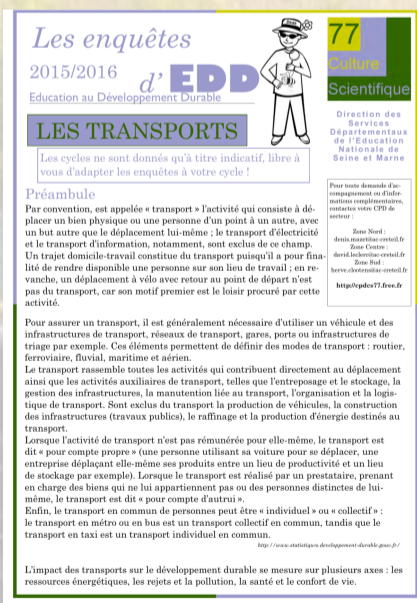 Les enquêtes
2015/2016
d' EDD
Education au Développement Durable
LES TRANSPORTS
Les cycles ne sont donnés qu'à titre indicatif, libre à
vous d'adapter les enquêtes à votre cycle !
77
Culture
Scientifique
Direction des
Services
Départementaux
de l'Education
Nationale de
Seine et Marne
Pour toute demande d'ac-
compagnement ou d'infor-
mations complémentaires,
contactez votre CPD de
secteur :
Zone Nord :
denis.mazet@ac-creteil.fr
Zone Centre :
david.leclerc@ac-creteil.fr
Zone Sud :
herve.clootens@ac-creteil.fr
http://cpdcs77.free.fr
Préambule
Par convention, est appelée « transport » l'activité qui consiste à dé-
placer un bien physique ou une personne d'un point à un autre, avec
un but autre que le déplacement lui-même ; le transport d'électricité
et le transport d'information, notamment, sont exclus de ce champ.
Un trajet domicile-travail constitue du transport puisqu'il a pour fina-
lité de rendre disponible une personne sur son lieu de travail ; en re-
vanche, un déplacement à vélo avec retour au point de départ n'est
pas du transport, car son motif premier est le loisir procuré par cette
activité.
Pour assurer un transport, il est généralement nécessaire d'utiliser un véhicule et des
infrastructures de transport, réseaux de transport, gares, ports ou infrastructures de
triage par exemple. Ces éléments permettent de définir des modes de transport : routier,
ferroviaire, fluvial, maritime et aérien.
Le transport rassemble toutes les activités qui contribuent directement au déplacement
ainsi que les activités auxiliaires de transport, telles que l'entreposage et le stockage, la
gestion des infrastructures, la manutention liée au transport, l'organisation et la logis-
tique de transport. Sont exclus du transport la production de véhicules, la construction
des infrastructures (travaux publics), le raffinage et la production d'énergie destinés au
transport.
Lorsque l'activité de transport n'est pas rémunérée pour elle-même, le transport est
dit « pour compte propre » (une personne utilisant sa voiture pour se déplacer, une
entreprise déplaçant elle-même ses produits entre un lieu de productivité et un lieu
de stockage par exemple). Lorsque le transport est réalisé par un prestataire, prenant
en charge des biens qui ne lui appartiennent pas ou des personnes distinctes de lui-
même, le transport est dit « pour compte d'autrui ».
Enfin, le transport en commun de personnes peut être « individuel » ou « collectif » :
le transport en métro ou en bus est un transport collectif en commun, tandis que le
transport en taxi est un transport individuel en commun.
http://www.statistiques.developpement-durable.gouv.fr/
L'impact des transports sur le développement durable se mesure sur plusieurs axes : les
ressources énergétiques, les rejets et la pollution, la santé et le confort de vie.